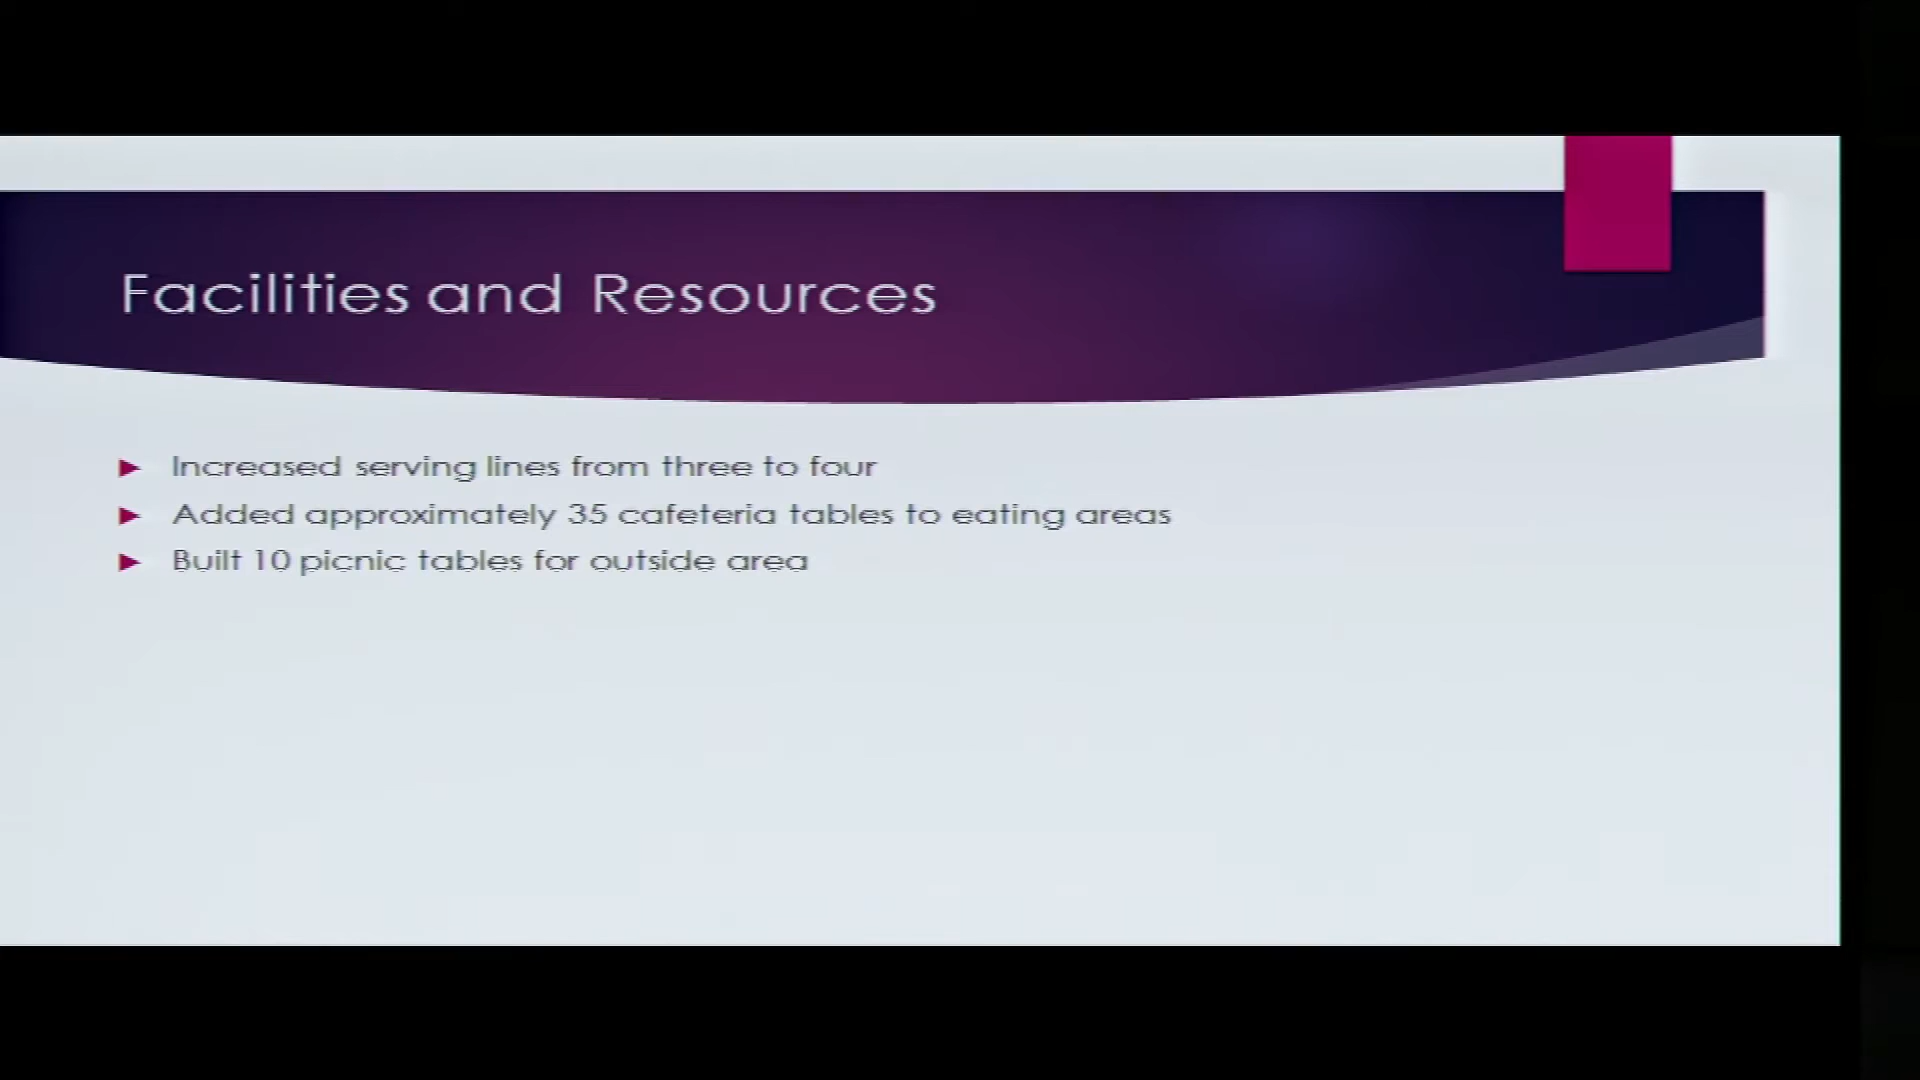 Facilities and Resources
Increased serving lines from three to four
Added approximately 35 cafeteria tables to eating areas
Built 10 picnic tables for outside area